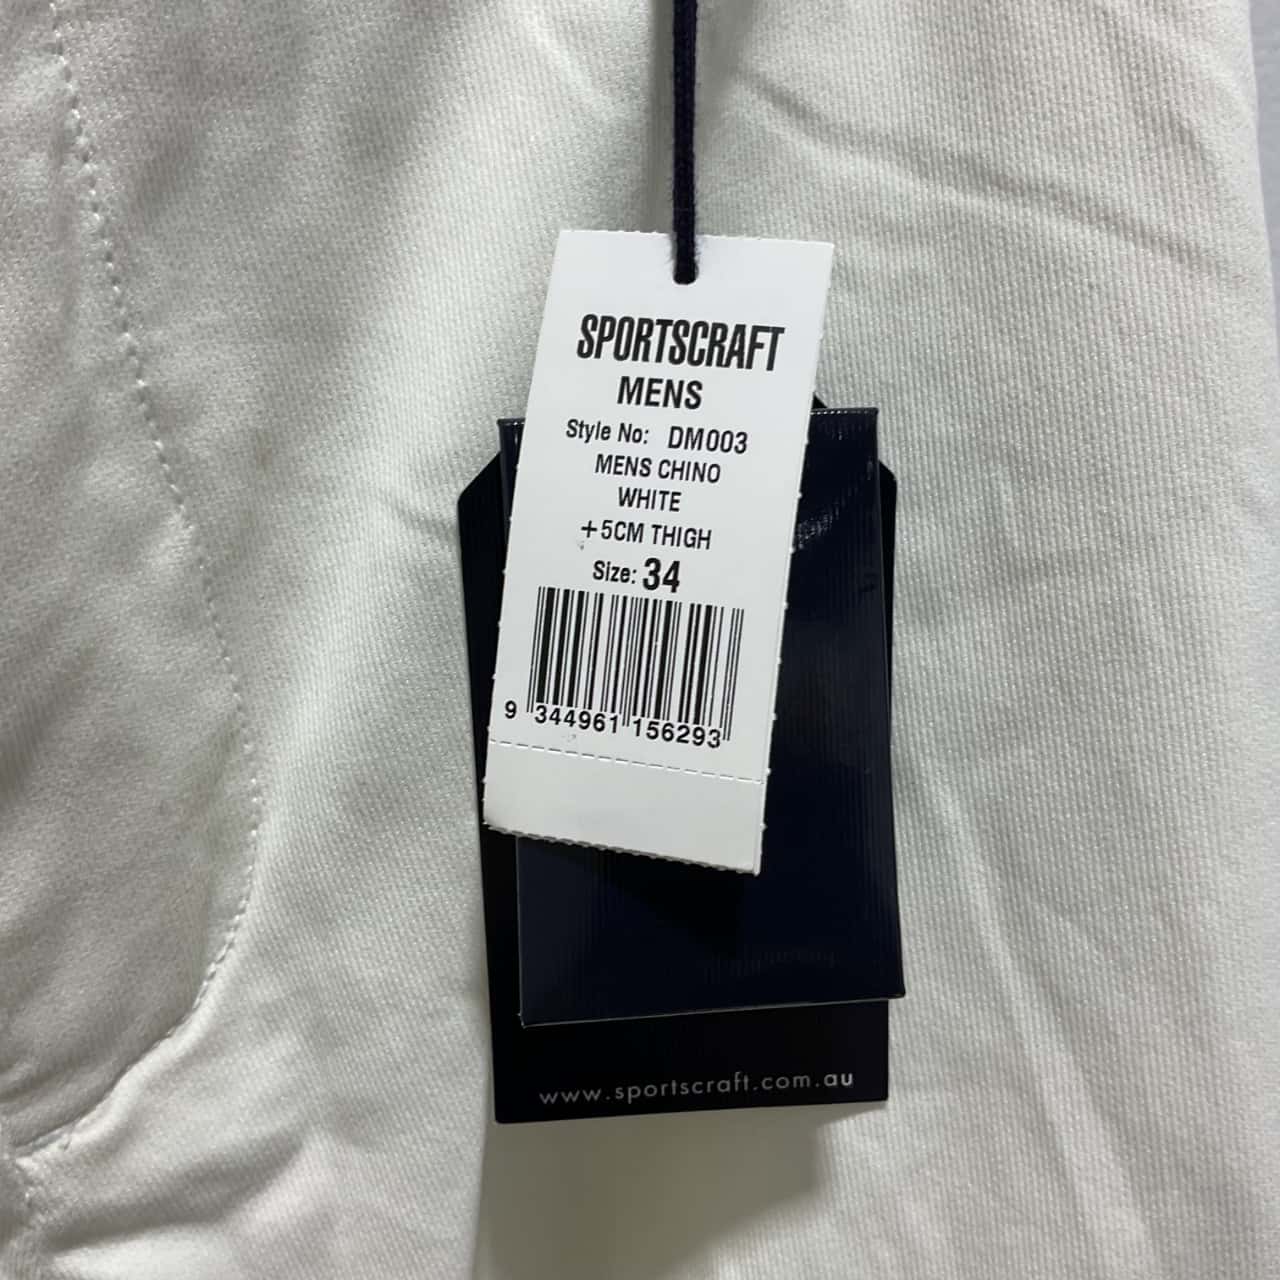 SPORTSCRAFT
MENS
Style No: DM003
MENS CHINO
WHITE
+5CM THIGH
Size: 34
9 344961 156293
www.sportscraft.com.au